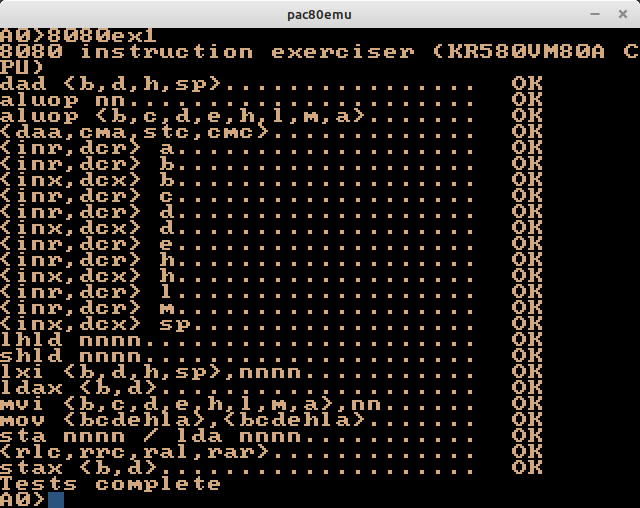 pac80emu
A0>8080ex1
8080 instruction exerciser (KR580VM80A C
PU)
dad <b,d,h,sp>................  OK
aluop nn......................  OK
aluop <b,c,d,e,h,l,m,a>.......  OK
<daa,cma,stc,cmc>.............  OK
<inr,dcr> a...................  OK
<inr,dcr> b...................  OK
<inx,dcx> b...................  OK
<inr,dcr> c...................  OK
<inr,dcr> d...................  OK
<inx,dcx> d...................  OK
<inr,dcr> e...................  OK
<inr,dcr> h...................  OK
<inx,dcx> h...................  OK
<inr,dcr> l...................  OK
<inr,dcr> m...................  OK
<inx,dcx> sp..................  OK
lhld nnnn.....................  OK
shld nnnn.....................  OK
lxi <b,d,h,sp>,nnnn...........  OK
ldax <b,d>....................  OK
mvi <b,c,d,e,h,l,m,a>,nn......  OK
mov <bcdehla>,<bcdehla>.......  OK
sta nnnn / lda nnnn...........  OK
<rlc,rrc,ral,rar>.............  OK
stax <b,d>....................  OK
Tests complete
A0>